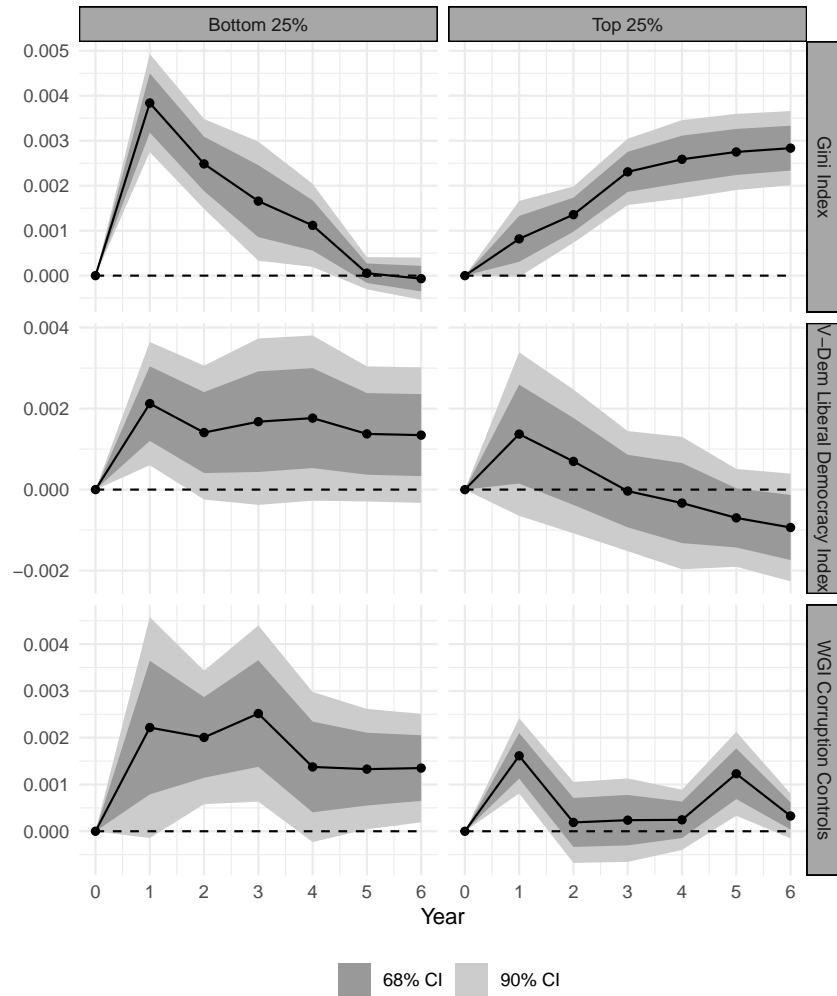 Bottom 25%
Top 25%
0.005
0.004
0.003
0.002
0.001
0.000
Gini Index
0.004
0.002
0.000
−0.002
V−Dem Liberal Democracy Index
0.004
0.003
0.002
0.001
0.000
WGI Corruption Controls
0 1 2 3 4 5 6
0 1 2 3 4 5 6
Year
68% CI
90% CI